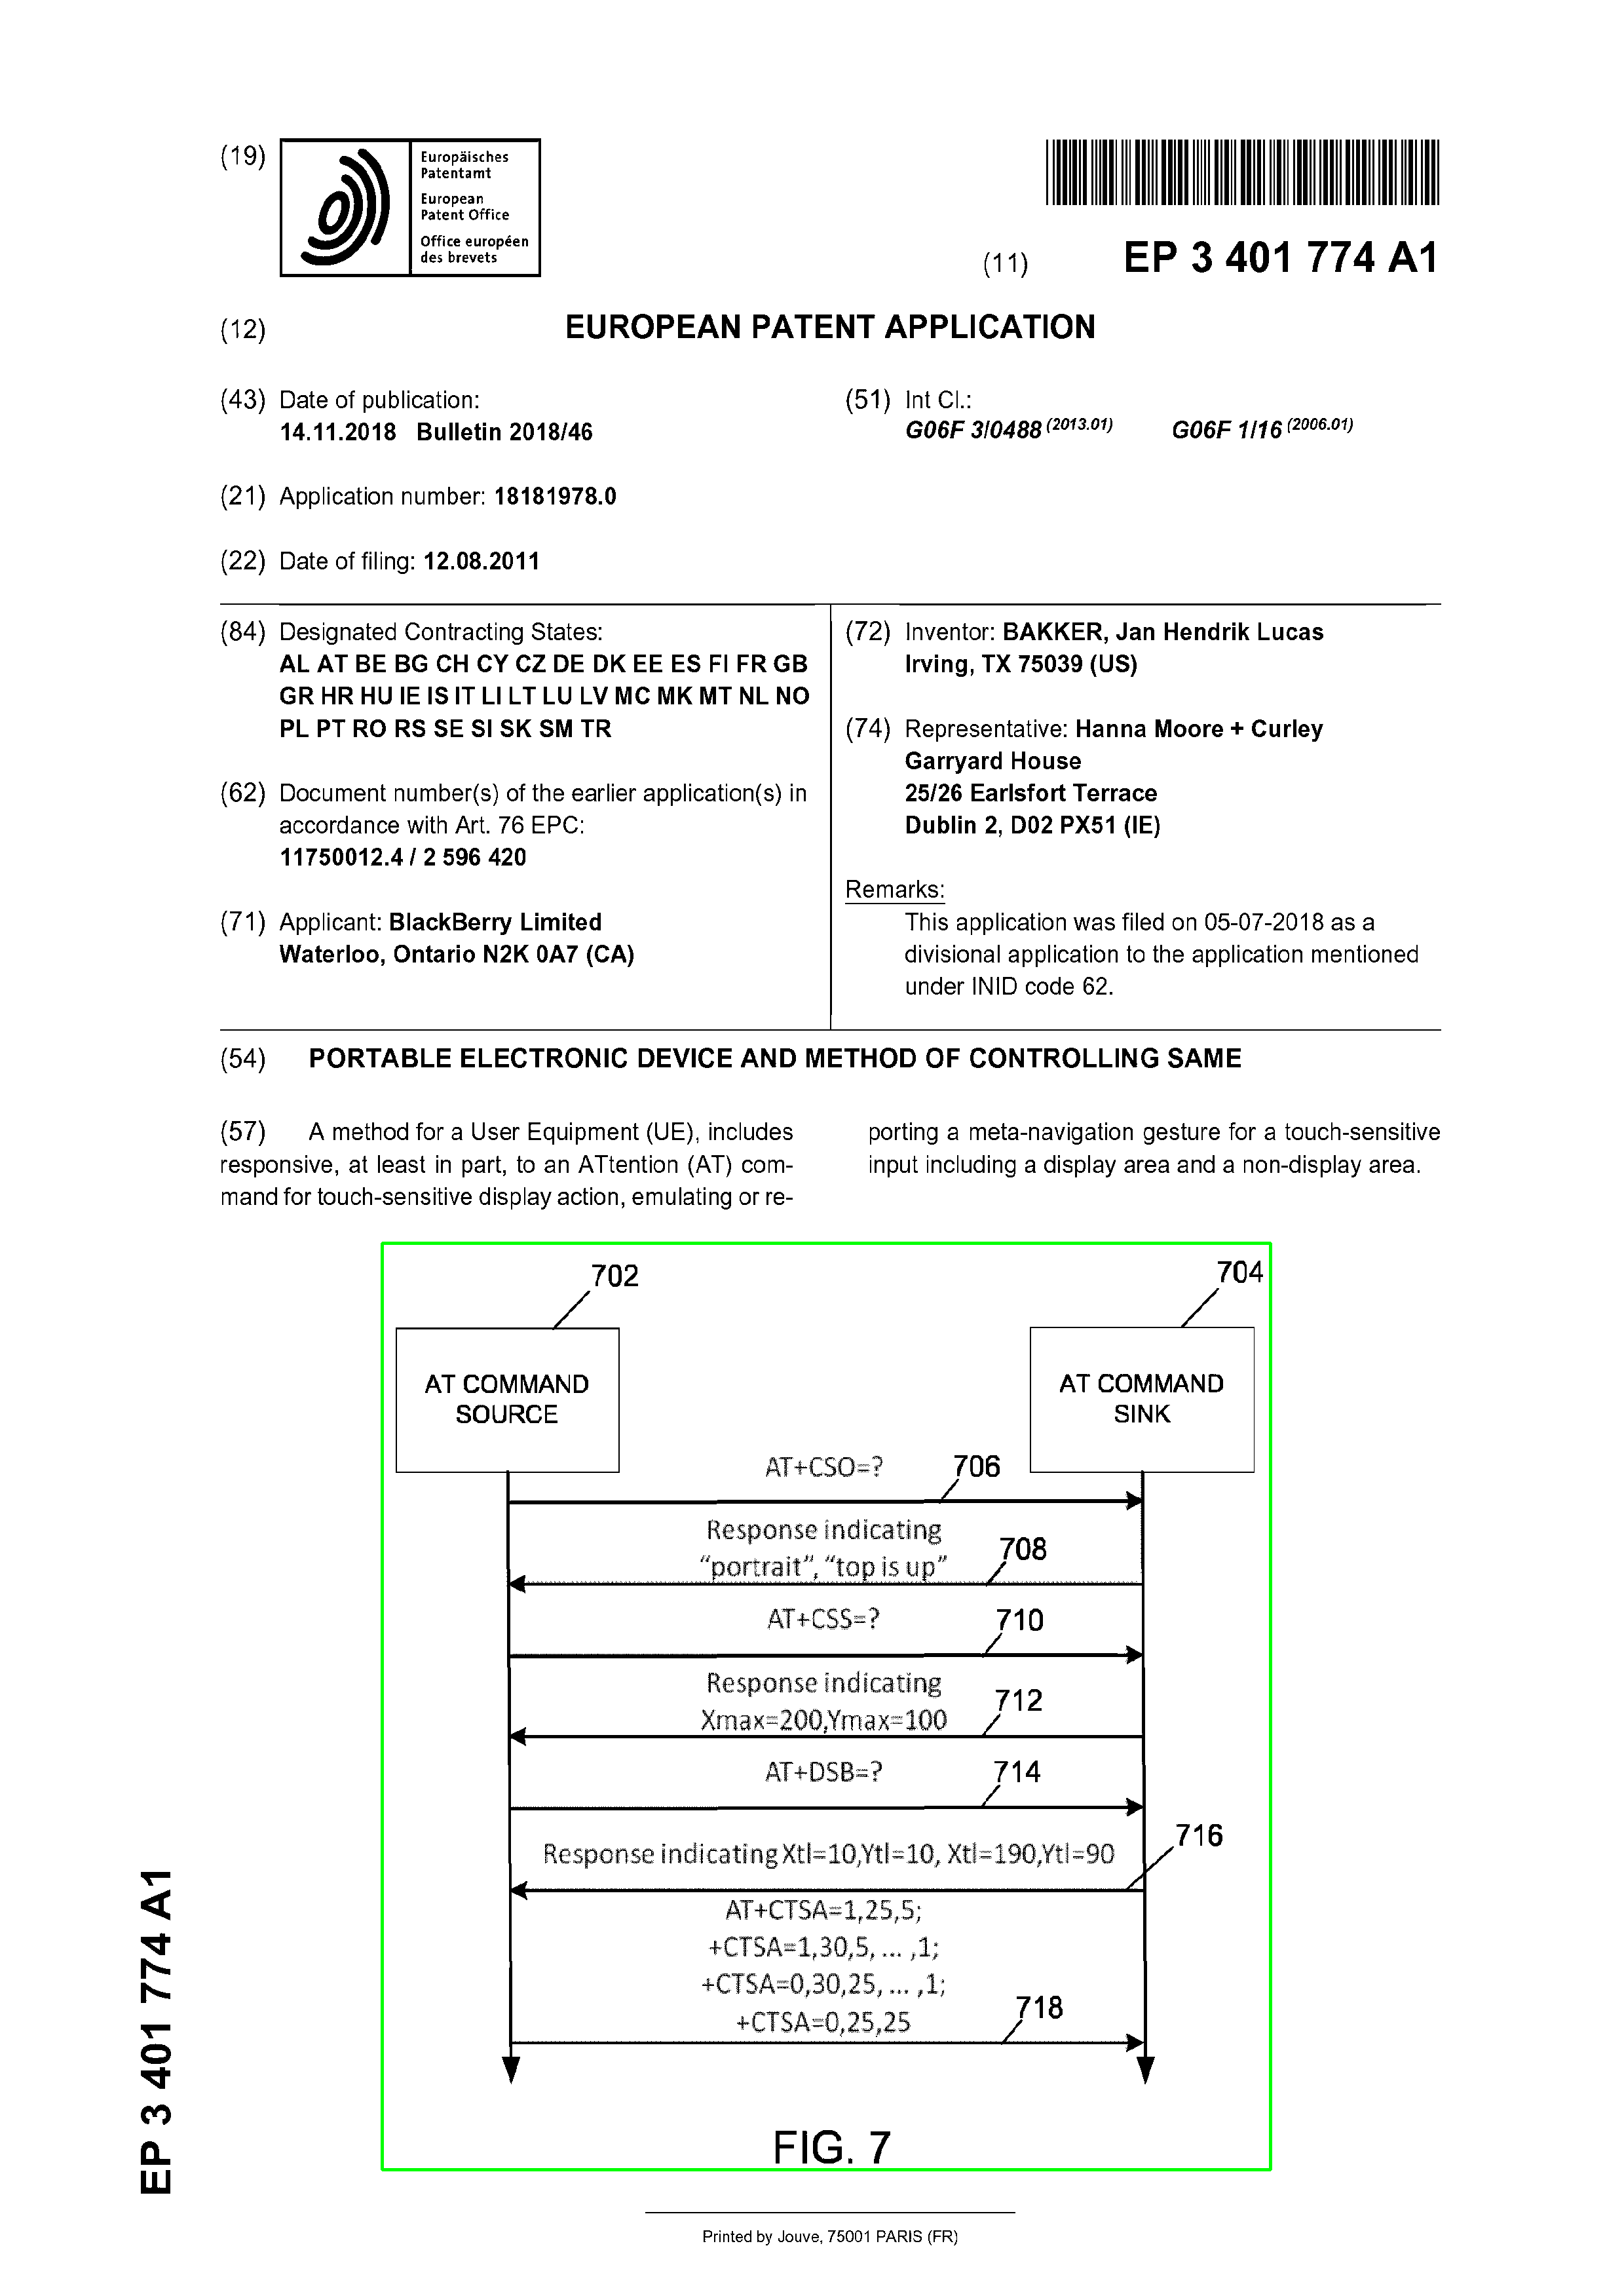 (19)
Europäisches
Patentamt
European
Patent Office
Office européen
des brevets
(11) EP 3 401 774 A1
(12) EUROPEAN PATENT APPLICATION
(43) Date of publication:
14.11.2018 Bulletin 2018/46
(51) Int Cl.:
G06F 3/0488 (2013.01) G06F 1/16 (2006.01)
(21) Application number: 18181978.0
(22) Date of filing: 12.08.2011
(84) Designated Contracting States:
AL AT BE BG CH CY CZ DE DK EE ES FI FR GB
GR HR HU IE IS IT LI LT LU LV MC MK MT NL NO
PL PT RO RS SE SI SK SM TR
(62) Document number(s) of the earlier application(s) in
accordance with Art. 76 EPC:
11750012.4 / 2 596 420
(71) Applicant: BlackBerry Limited
Waterloo, Ontario N2K 0A7 (CA)
(72) Inventor: BAKKER, Jan Hendrik Lucas
Irving, TX 75039 (US)
(74) Representative: Hanna Moore + Curley
Garryard House
25/26 Earlsfort Terrace
Dublin 2, D02 PX51 (IE)
Remarks:
This application was filed on 05-07-2018 as a
divisional application to the application mentioned
under INID code 62.
(54) PORTABLE ELECTRONIC DEVICE AND METHOD OF CONTROLLING SAME
(57) A method for a User Equipment (UE), includes
responsive, at least in part, to an ATtention (AT) com-
mand for touch-sensitive display action, emulating or re-
porting a meta-navigation gesture for a touch-sensitive
input including a display area and a non-display area.
702
704
AT COMMAND
SOURCE
AT COMMAND
SINK
AT+CSO=? 706
Response indicating
"portrait", "top is up" 708
AT+CSS=? 710
Response indicating
Xmax=200,Ymax=100 712
AT+DSB=? 714
716
Response indicating Xtl=10,Ytl=10, Xtl=190,Ytl=90
AT+CTSA=1,25,5;
+CTSA=1,30,5, ... ,1;
+CTSA=0,30,25, ... ,1;
+CTSA=0,25,25 718
FIG. 7
EP 3 401 774 A1
Printed by Jouve, 75001 PARIS (FR)